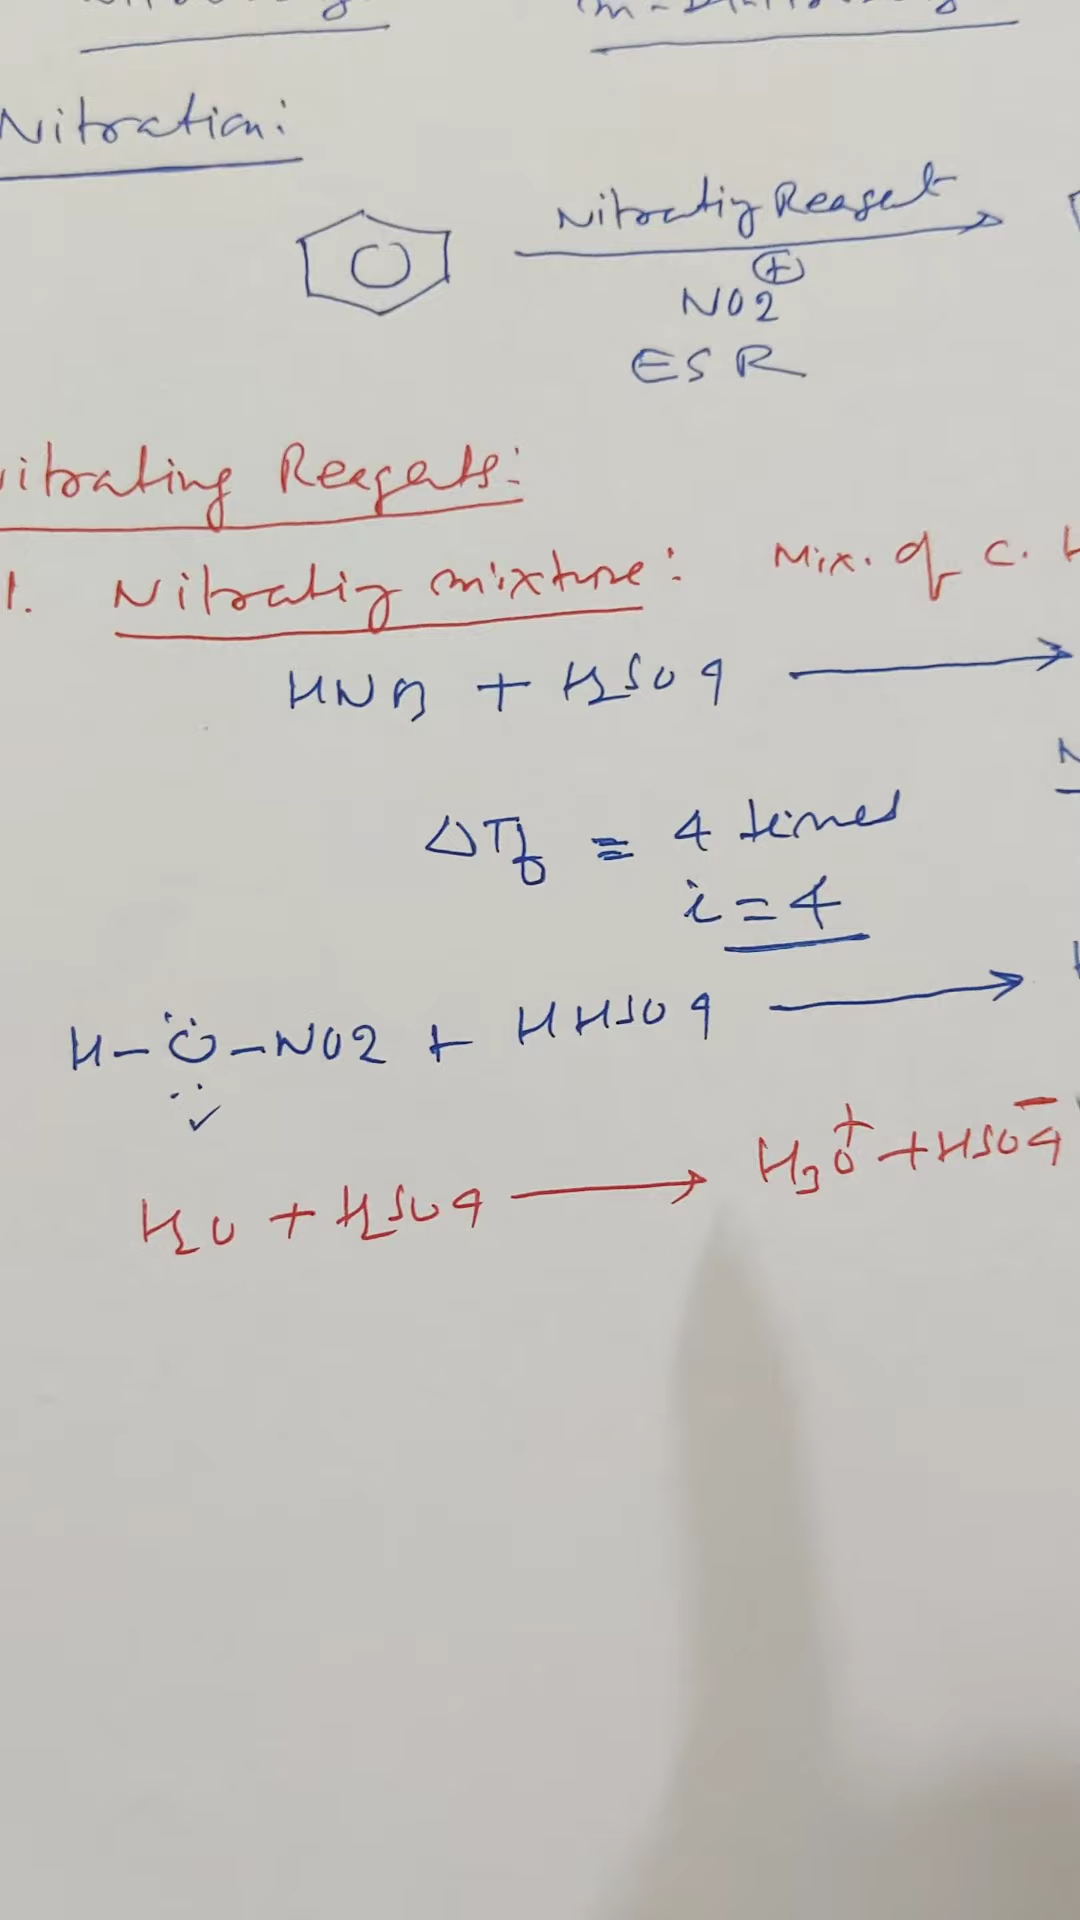 Nitration:
Nitrating Reagent
NO2⊕
ESR
Nitrating Reagents:
1. Nitrating mixture: Mix. of c. H
HNO3 + H2SO4 ⟶
ΔTf = 4 times
i=4
H–Ö–NO2 + HHSO4 ⟶
H2O + H2SO4 ⟶ H3O⁺ + HSO4⁻